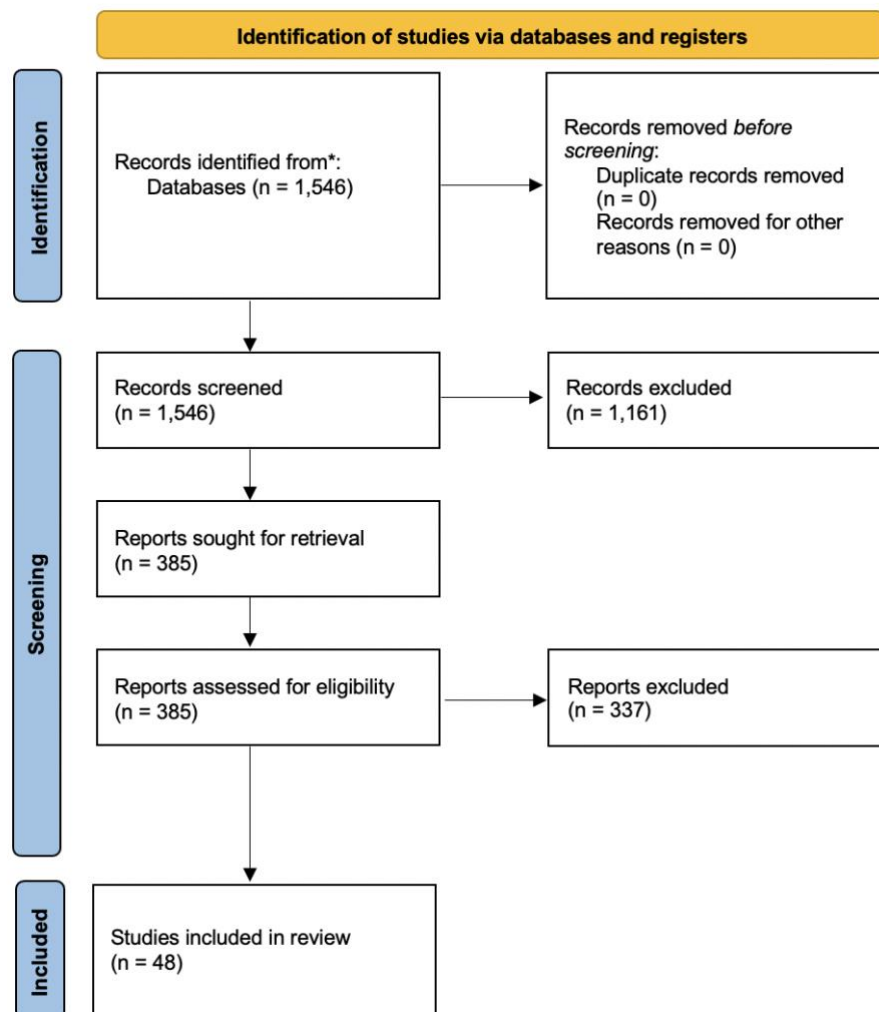 Identification of studies via databases and registers
Identification
Records identified from*:
Databases (n = 1,546)
Records removed before
screening:
Duplicate records removed
(n = 0)
Records removed for other
reasons (n = 0)
Screening
Records screened
(n = 1,546)
Records excluded
(n = 1,161)
Reports sought for retrieval
(n = 385)
Reports assessed for eligibility
(n = 385)
Reports excluded
(n = 337)
Included
Studies included in review
(n = 48)